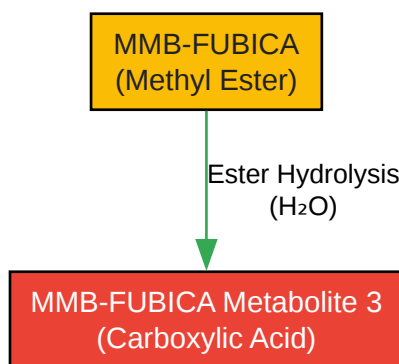 MMB-FUBICA
(Methyl Ester)
Ester Hydrolysis
(H₂O)
MMB-FUBICA Metabolite 3
(Carboxylic Acid)